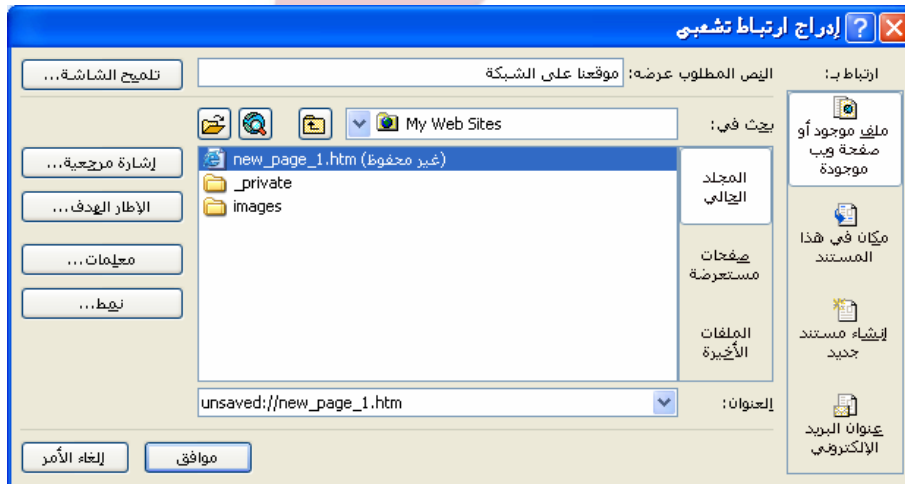 إدراج ارتباط تشعبي
ارتباط بـ:
النص المطلوب عرضه: موقعنا على الشبكة
تلميح الشاشة...
ملف موجود أو
صفحة ويب
موجودة
مكان في هذا
المستند
إنشاء مستند
جديد
عنوان البريد
الإلكتروني
بحث في:
My Web Sites
المجلد
الحالي
صفحات
مستعرضة
الملفات
الأخيرة
new_page_1.htm (غير محفوظ)
_private
images
إشارة مرجعية...
الإطار الهدف...
معلمات...
نمط...
العنوان:
unsaved://new_page_1.htm
موافق
إلغاء الأمر